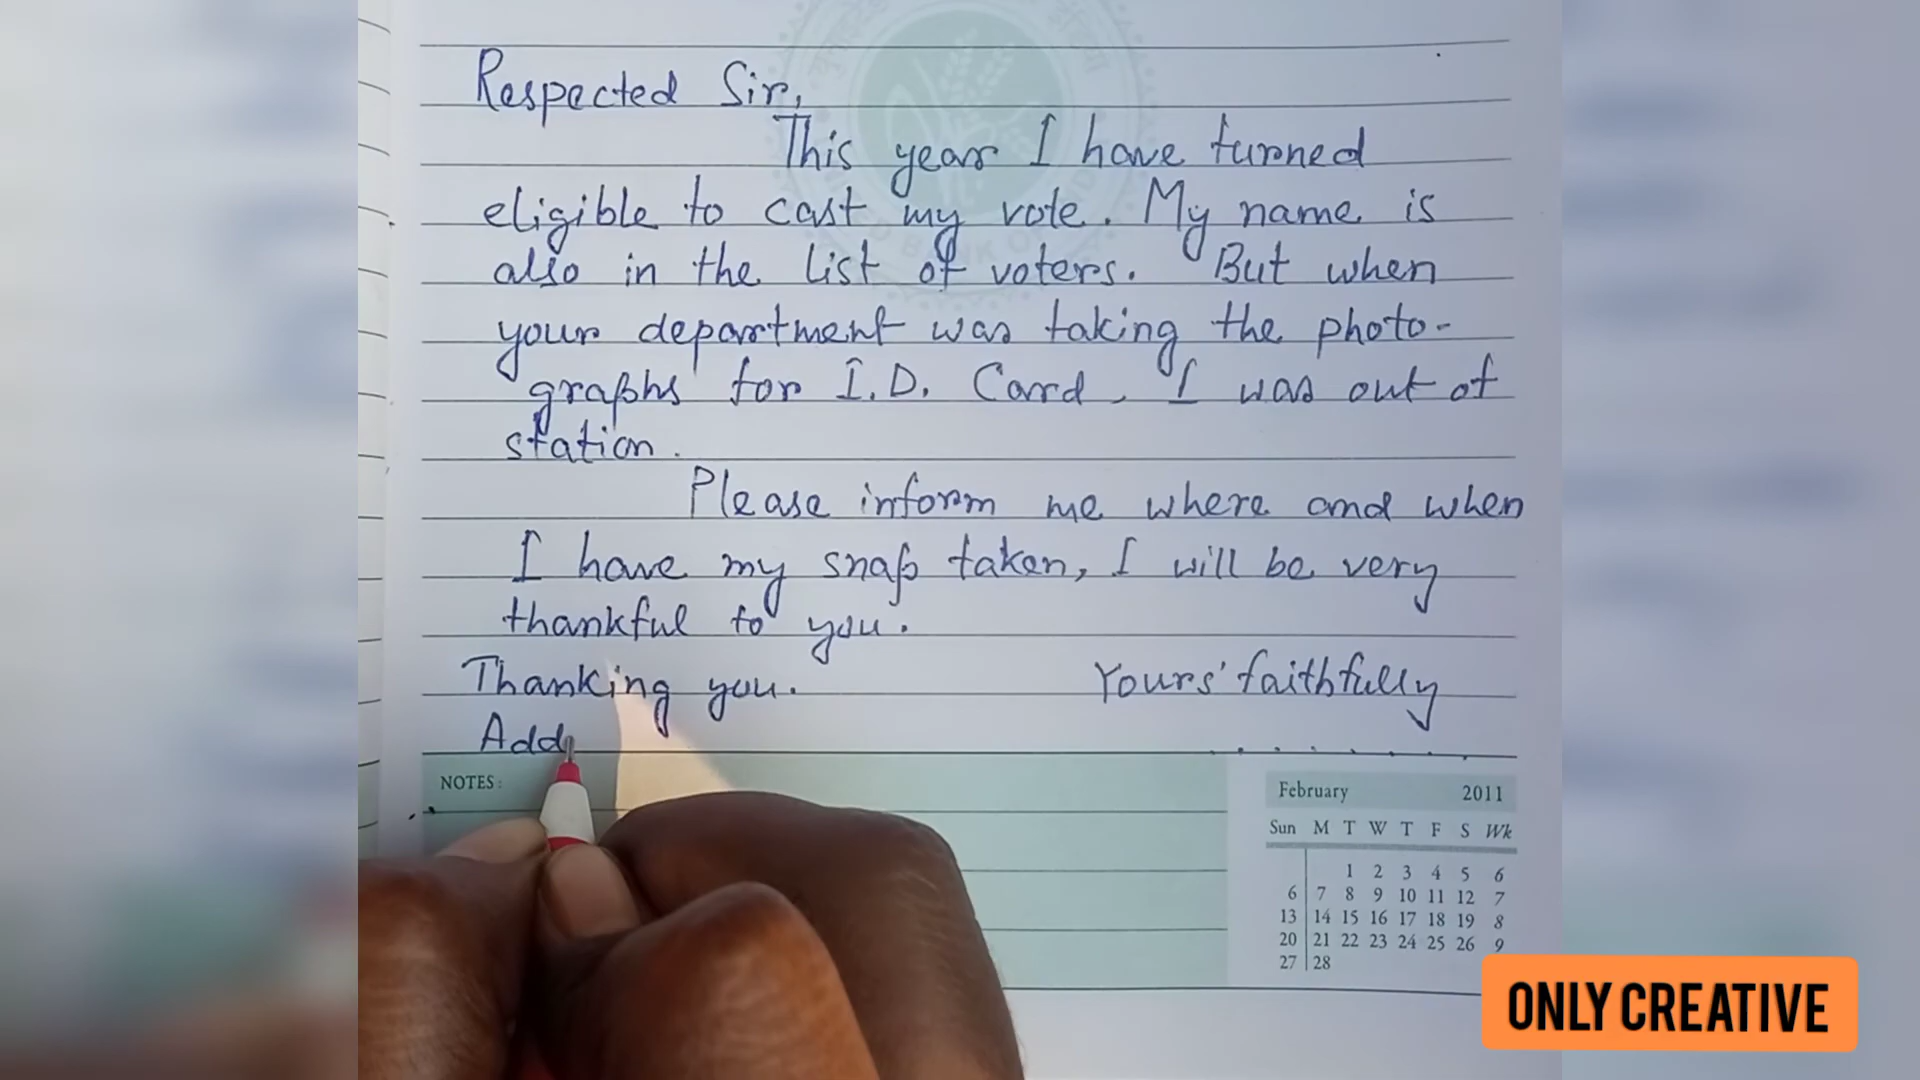 Respected Sir,
This year I have turned
eligible to cast my vote. My name is
also in the list of voters. But when
your department was taking the photo-
graphs for I.D. Card, I was out of
station.
Please inform me where and when
I have my snap taken, I will be very
thankful to you.
Thanking you. Yours' faithfully
Add
NOTES:
February 2011
Sun M T W T F S Wk
1 2 3 4 5 6
6 7 8 9 10 11 12 7
13 14 15 16 17 18 19 8
20 21 22 23 24 25 26 9
27 28
ONLY CREATIVE